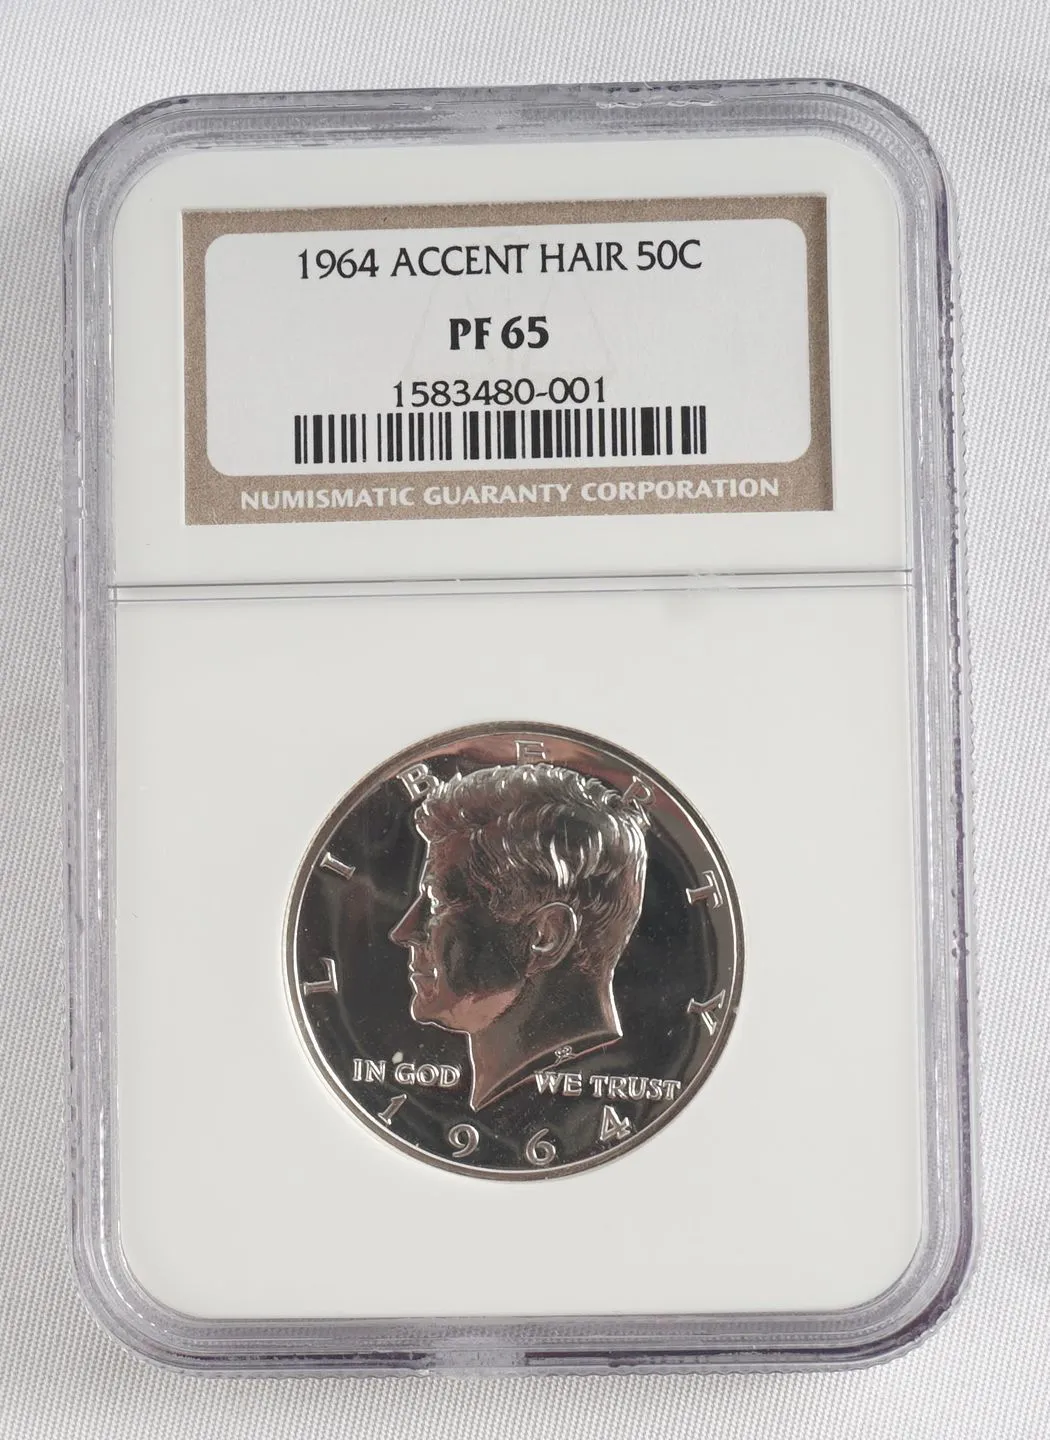 1964 ACCENT HAIR 50C
PF 65
1583480-001
NUMISMATIC GUARANTY CORPORATION
LIBERTY
IN GOD WE TRUST
1964